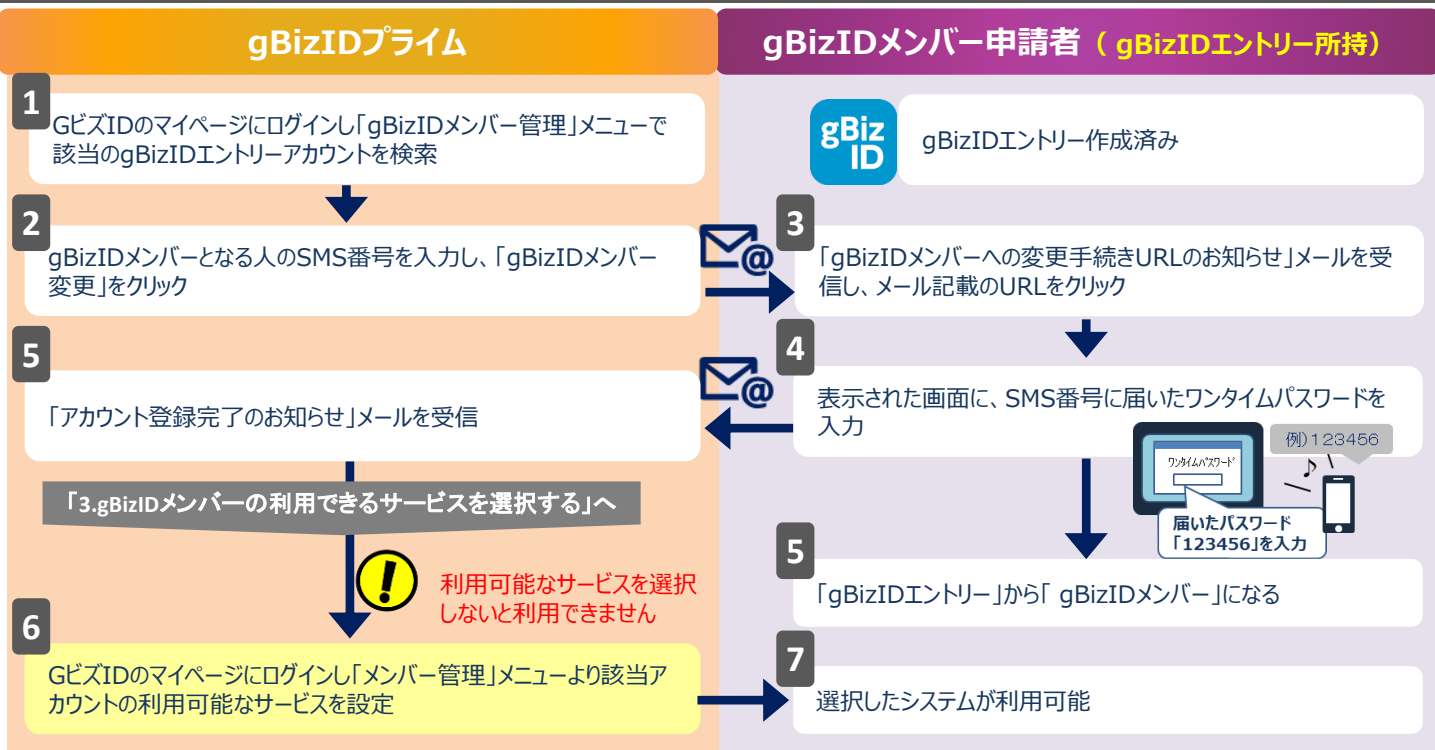 gBizIDプライム
gBizIDメンバー申請者（ gBizIDエントリー所持）
1
GビズIDのマイページにログインし「gBizIDメンバー管理」メニューで
該当のgBizIDエントリーアカウントを検索
gBiz
ID
gBizIDエントリー作成済み
2
gBizIDメンバーとなる人のSMS番号を入力し、「gBizIDメンバー
変更」をクリック
@
3
「gBizIDメンバーへの変更手続きURLのお知らせ」メールを受
信し、メール記載のURLをクリック
5
「アカウント登録完了のお知らせ」メールを受信
@
4
表示された画面に、SMS番号に届いたワンタイムパスワードを
入力
例)123456
ワンタイムパスワード
♪
届いたパスワード
「123456」を入力
「3.gBizIDメンバーの利用できるサービスを選択する」へ
!
利用可能なサービスを選択
しないと利用できません
5
「gBizIDエントリー」から「 gBizIDメンバー」になる
6
GビズIDのマイページにログインし「メンバー管理」メニューより該当ア
カウントの利用可能なサービスを設定
7
選択したシステムが利用可能